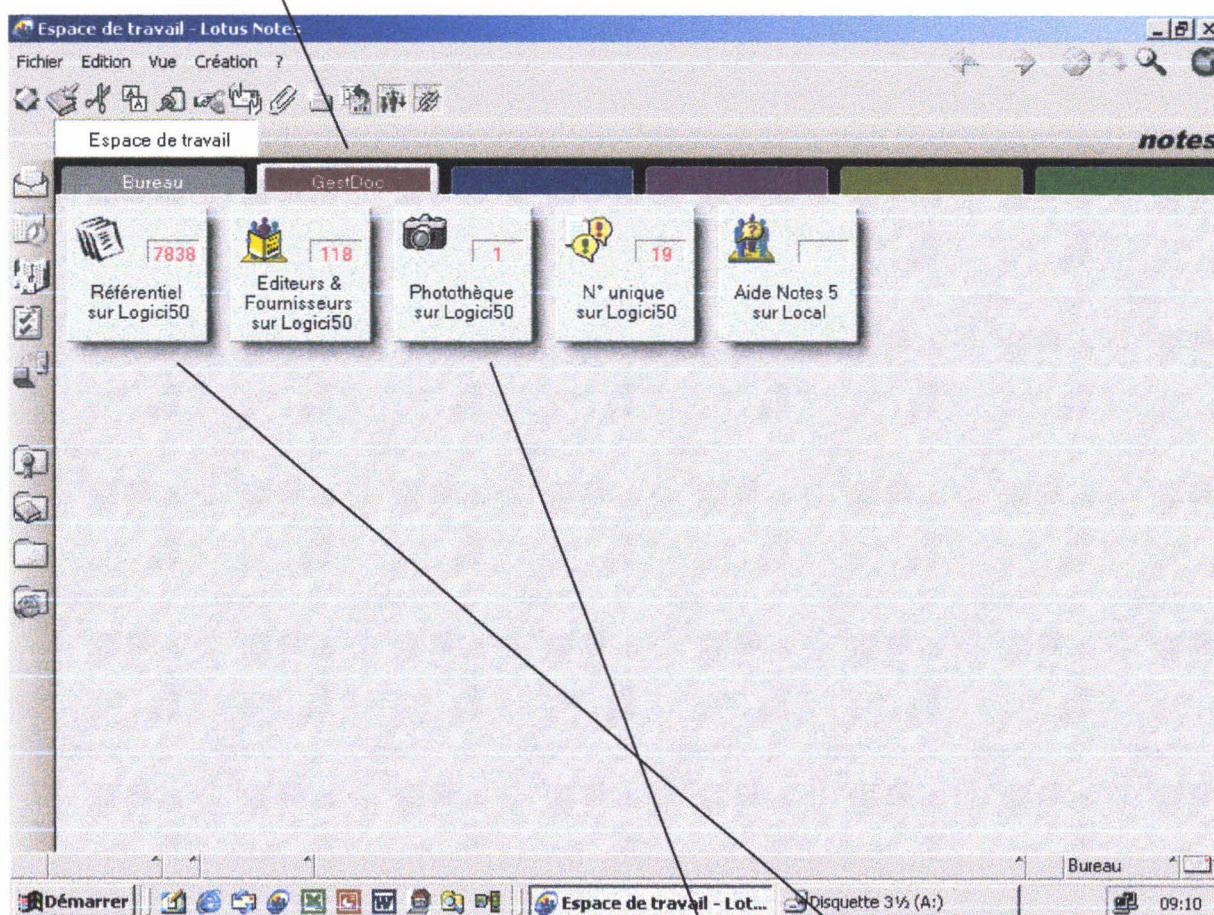 Espace de travail - Lotus Notes
Fichier Edition Vue Création ?
Espace de travail
notes
Bureau GestDoc
7838
Référentiel
sur Logici50
118
Editeurs &
Fournisseurs
sur Logici50
1
Photothèque
sur Logici50
19
N° unique
sur Logici50
Aide Notes 5
sur Local
Bureau
Démarrer Espace de travail - Lot... Disquette 3½ (A:) 09:10